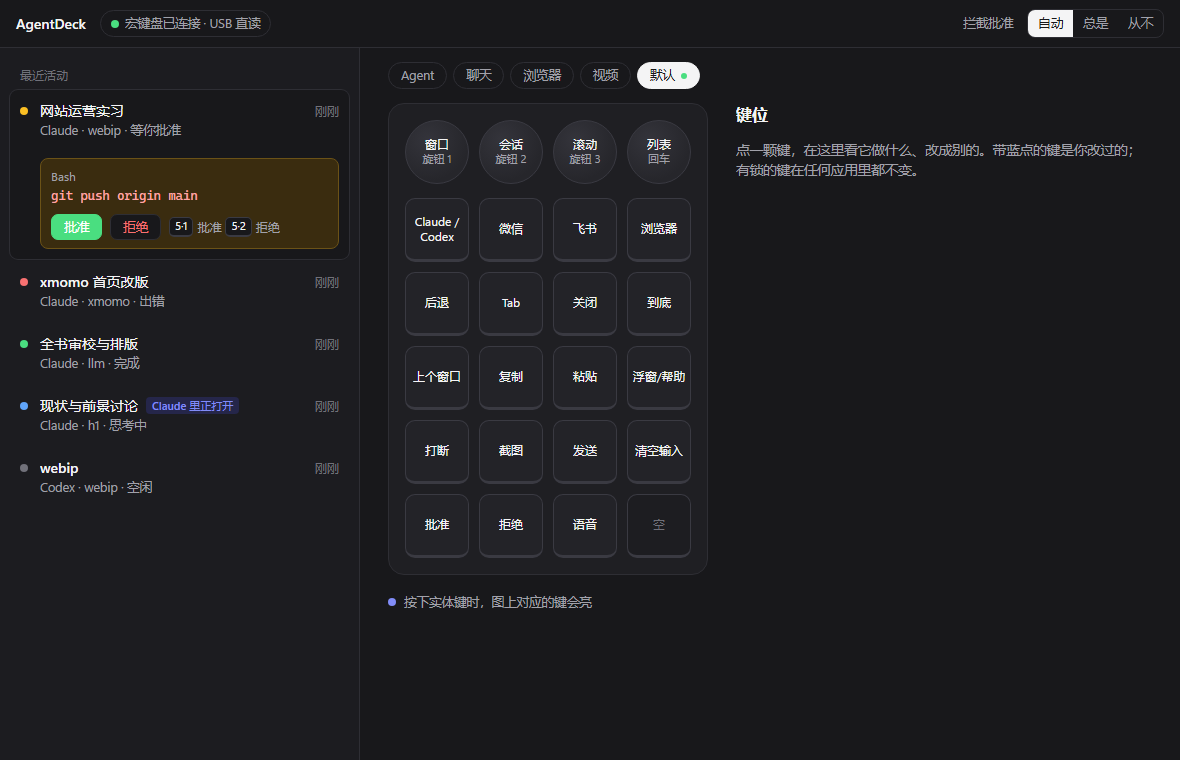 AgentDeck
宏键盘已连接 · USB 直读
拦截批准
自动
总是
从不
最近活动
网站运营实习
刚刚
Claude · webip · 等你批准
Bash
git push origin main
批准
拒绝
5·1 批准 5·2 拒绝
xmomo 首页改版
刚刚
Claude · xmomo · 出错
全书审校与排版
刚刚
Claude · llm · 完成
现状与前景讨论
Claude 里正打开
刚刚
Claude · h1 · 思考中
webip
刚刚
Codex · webip · 空闲
Agent
聊天
浏览器
视频
默认
窗口
旋钮 1
会话
旋钮 2
滚动
旋钮 3
列表
回车
Claude /
Codex
微信
飞书
浏览器
后退
Tab
关闭
到底
上个窗口
复制
粘贴
浮窗/帮助
打断
截图
发送
清空输入
批准
拒绝
语音
空
按下实体键时，图上对应的键会亮
键位
点一颗键，在这里看它做什么、改成别的。带蓝点的键是你改过的；
有锁的键在任何应用里都不变。